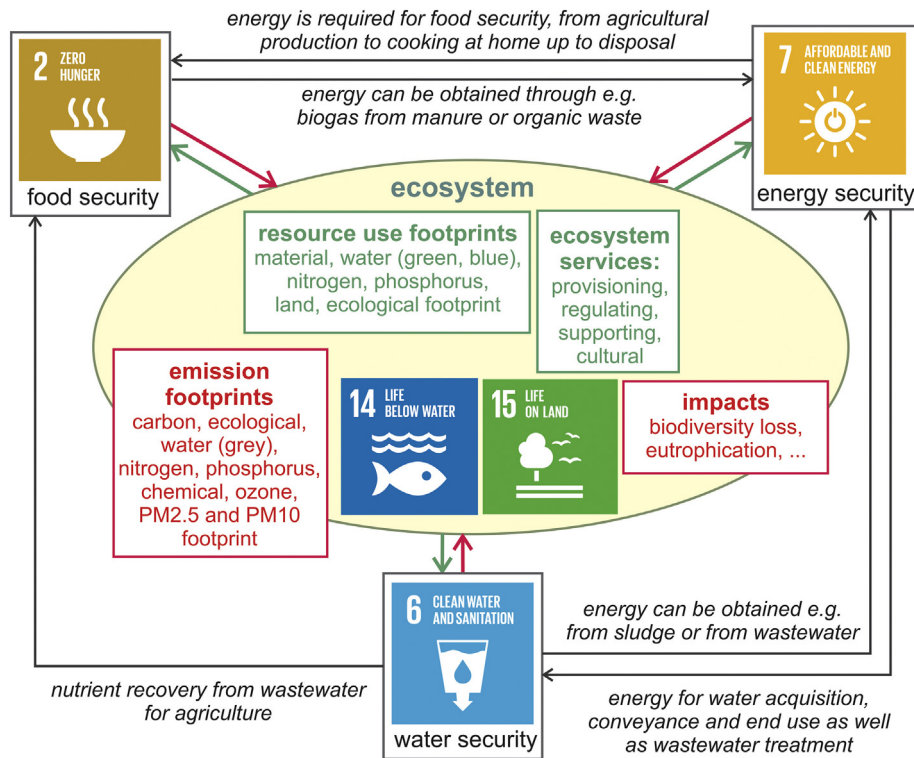 energy is required for food security, from agricultural
production to cooking at home up to disposal
2 ZERO
HUNGER
food security
7 AFFORDABLE AND
CLEAN ENERGY
energy security
energy can be obtained through e.g.
biogas from manure or organic waste
ecosystem
resource use footprints
material, water (green, blue),
nitrogen, phosphorus,
land, ecological footprint
ecosystem
services:
provisioning,
regulating,
supporting,
cultural
emission
footprints
carbon, ecological,
water (grey),
nitrogen, phosphorus,
chemical, ozone,
PM2.5 and PM10
footprint
14 LIFE
BELOW WATER
15 LIFE
ON LAND
impacts
biodiversity loss,
eutrophication, ...
6 CLEAN WATER
AND SANITATION
water security
energy can be obtained e.g.
from sludge or from wastewater
nutrient recovery from wastewater
for agriculture
energy for water acquisition,
conveyance and end use as well
as wastewater treatment